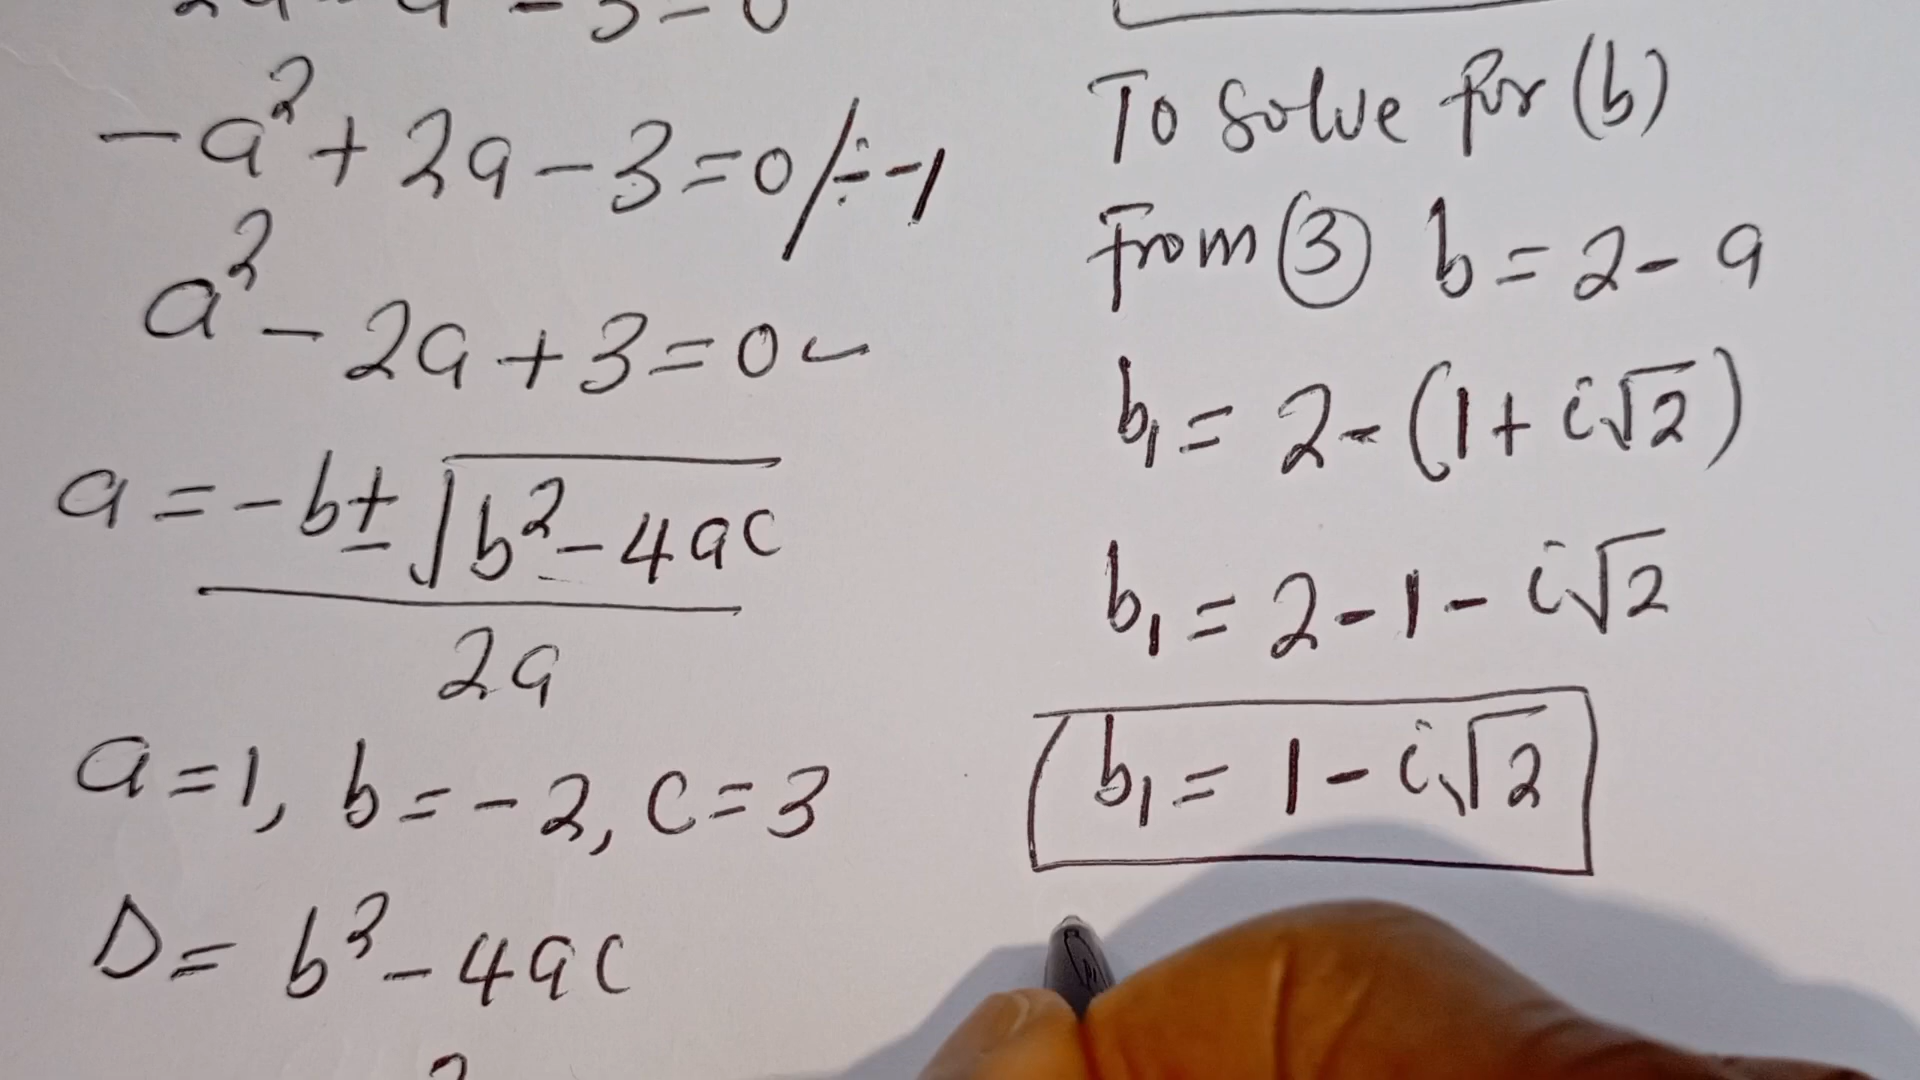 -a²+2a-3=0/÷-1
a²-2a+3=0
a=-b±√b²-4ac
2a
a=1, b=-2, c=3
D=b²-4ac
2
To solve for (b)
From ③ b=2-a
b₁=2-(1+i√2)
b₁=2-1-i√2
b₁=1-i√2